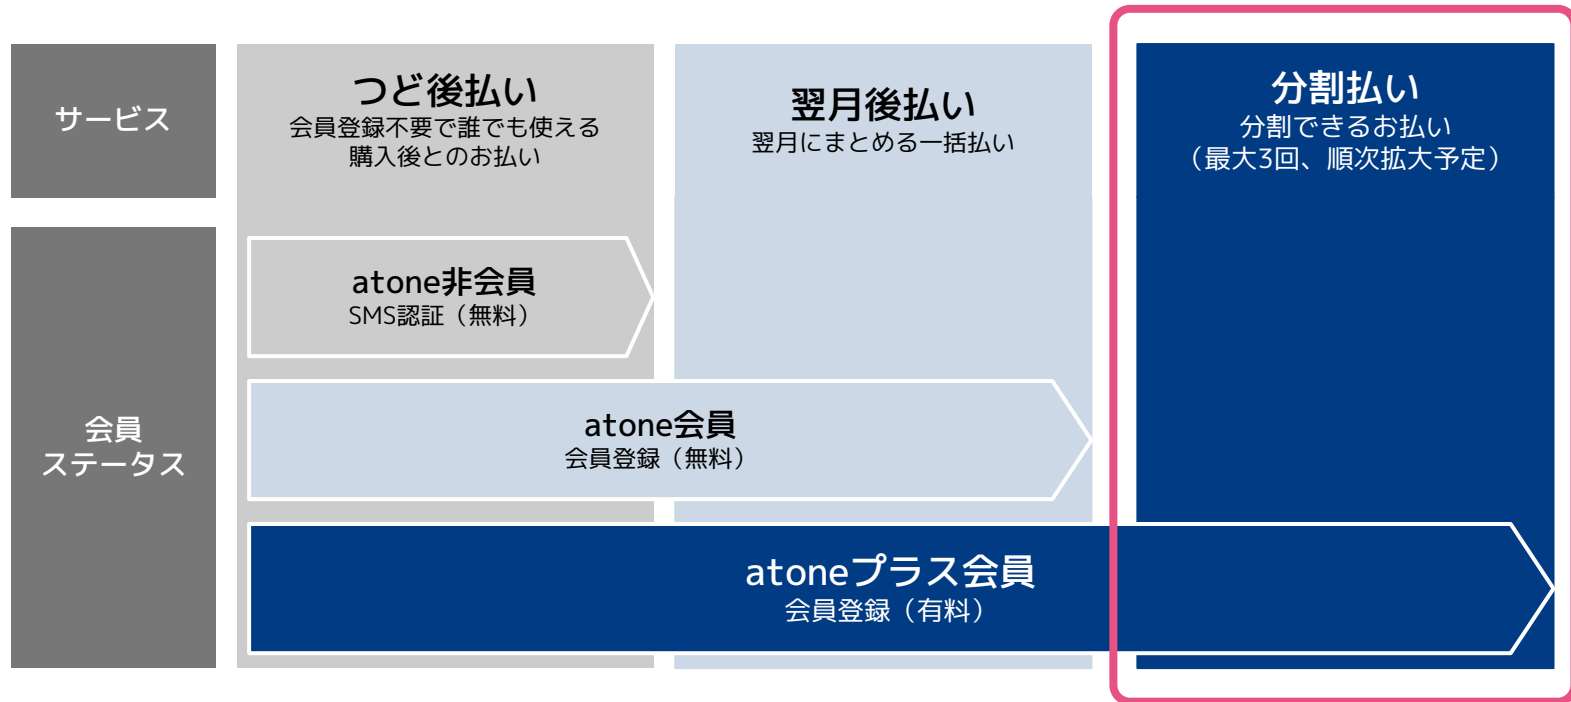 サービス
つど後払い
会員登録不要で誰でも使える
購入後とのお払い
翌月後払い
翌月にまとめる一括払い
分割払い
分割できるお払い
（最大3回、順次拡大予定）
会員
ステータス
atone非会員
SMS認証（無料）
atone会員
会員登録（無料）
atoneプラス会員
会員登録（有料）